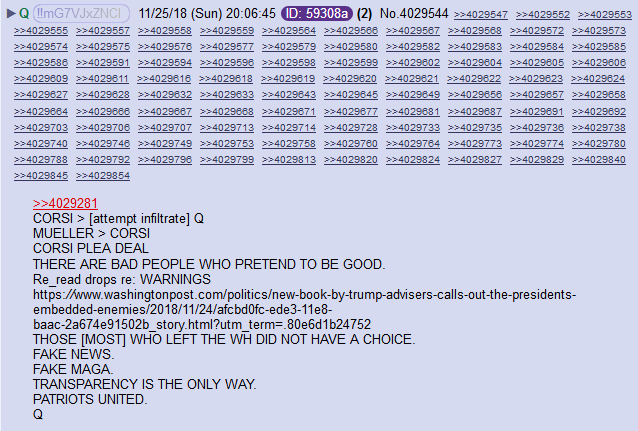 Q !!mG7VJxZNCI 11/25/18 (Sun) 20:06:45 ID: 59308a (2) No.4029544 >>4029547 >>4029552 >>4029553
>>4029555 >>4029557 >>4029558 >>4029559 >>4029564 >>4029566 >>4029567 >>4029568 >>4029572 >>4029573
>>4029574 >>4029575 >>4029576 >>4029577 >>4029579 >>4029580 >>4029582 >>4029583 >>4029584 >>4029585
>>4029586 >>4029591 >>4029594 >>4029596 >>4029598 >>4029599 >>4029602 >>4029604 >>4029605 >>4029606
>>4029609 >>4029611 >>4029616 >>4029618 >>4029619 >>4029620 >>4029621 >>4029622 >>4029623 >>4029624
>>4029627 >>4029628 >>4029632 >>4029633 >>4029643 >>4029645 >>4029649 >>4029656 >>4029657 >>4029658
>>4029664 >>4029666 >>4029667 >>4029668 >>4029671 >>4029677 >>4029681 >>4029687 >>4029691 >>4029692
>>4029703 >>4029706 >>4029707 >>4029713 >>4029714 >>4029728 >>4029733 >>4029735 >>4029736 >>4029738
>>4029740 >>4029746 >>4029749 >>4029753 >>4029758 >>4029760 >>4029764 >>4029773 >>4029774 >>4029780
>>4029788 >>4029792 >>4029796 >>4029799 >>4029813 >>4029820 >>4029824 >>4029827 >>4029829 >>4029840
>>4029845 >>4029854
>>4029281
CORSI > [attempt infiltrate] Q
MUELLER > CORSI
CORSI PLEA DEAL
THERE ARE BAD PEOPLE WHO PRETEND TO BE GOOD.
Re_read drops re: WARNINGS
https://www.washingtonpost.com/politics/new-book-by-trump-advisers-calls-out-the-presidents-
embedded-enemies/2018/11/24/afcbd0fc-ede3-11e8-
baac-2a674e91502b_story.html?utm_term=.80e6d1b24752
THOSE [MOST] WHO LEFT THE WH DID NOT HAVE A CHOICE.
FAKE NEWS.
FAKE MAGA.
TRANSPARENCY IS THE ONLY WAY.
PATRIOTS UNITED.
Q